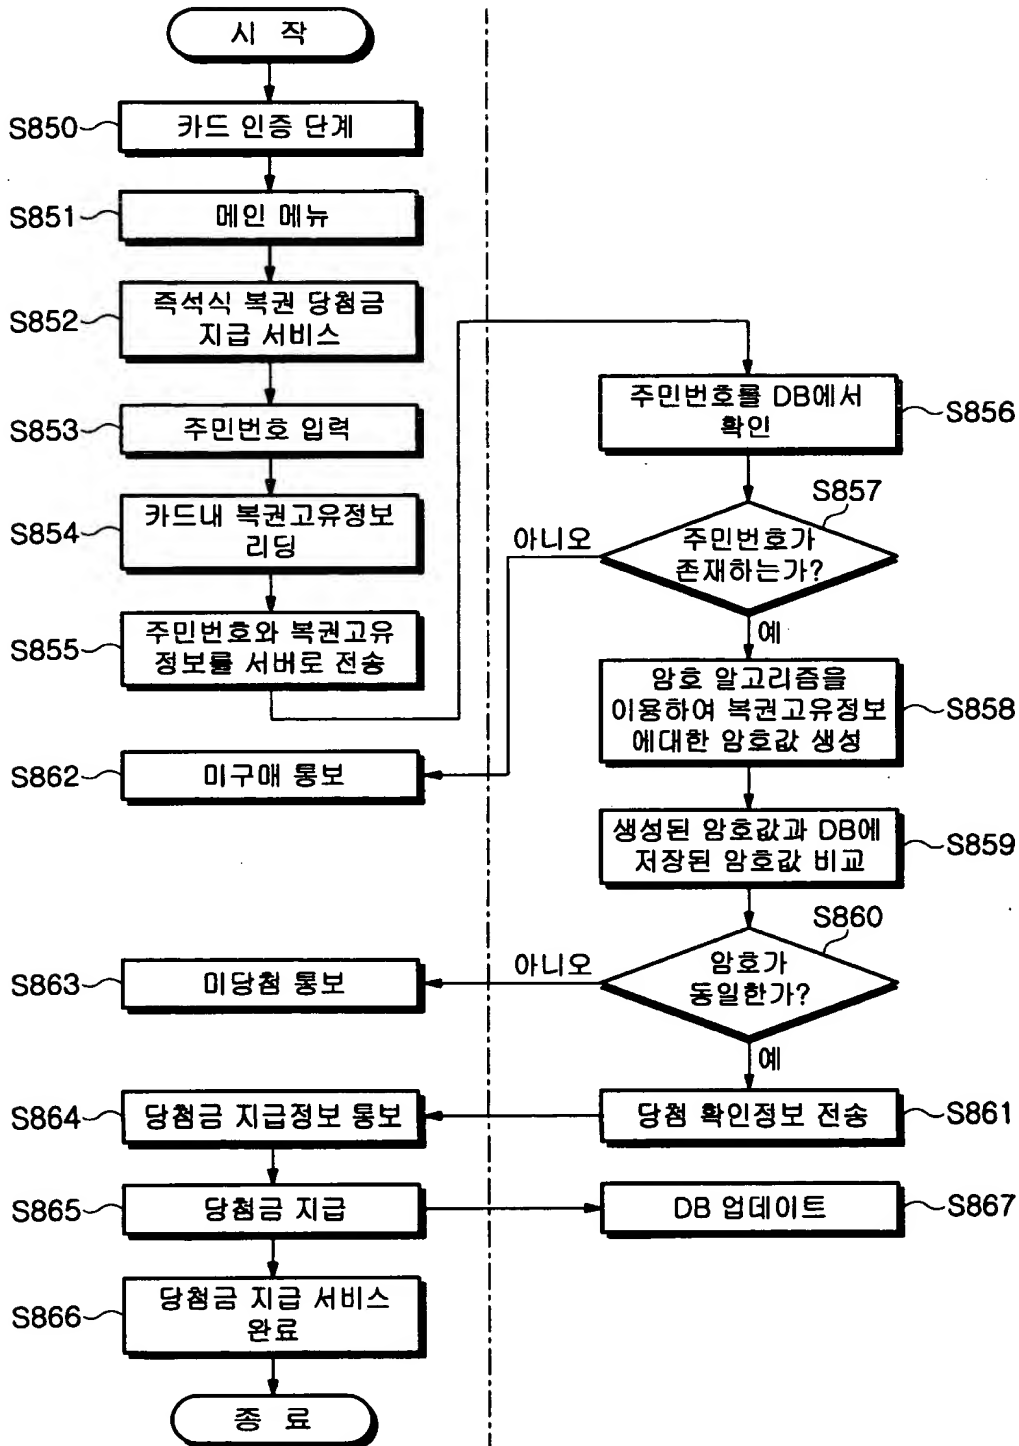 시 작
S850
카드 인증 단계
S851
메인 메뉴
S852
즉석식 복권 당첨금
지급 서비스
S853
주민번호 입력
S854
카드내 복권고유정보
리딩
S855
주민번호와 복권고유
정보를 서버로 전송
주민번호를 DB에서
확인
S856
S857
주민번호가
존재하는가?
아니오
예
암호 알고리즘을
이용하여 복권고유정보
에대한 암호값 생성
S858
S862
미구매 통보
생성된 암호값과 DB에
저장된 암호값 비교
S859
S860
암호가
동일한가?
아니오
예
S863
미당첨 통보
S864
당첨금 지급정보 통보
당첨 확인정보 전송
S861
S865
당첨금 지급
DB 업데이트
S867
S866
당첨금 지급 서비스
완료
종 료